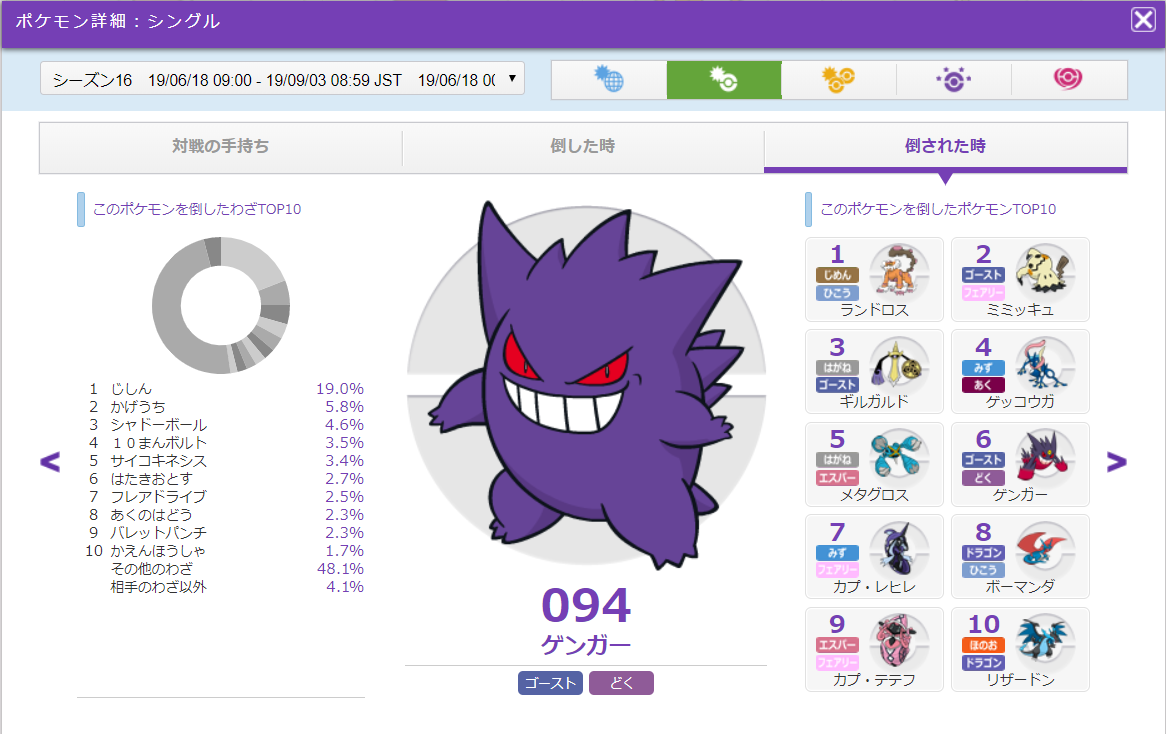 ポケモン詳細：シングル
シーズン16 19/06/18 09:00 - 19/09/03 08:59 JST 19/06/18 00
対戦の手持ち
倒した時
倒された時
このポケモンを倒したわざTOP10
1 じしん 19.0%
2 かげうち 5.8%
3 シャドーボール 4.6%
4 １０まんボルト 3.5%
5 サイコキネシス 3.4%
6 はたきおとす 2.7%
7 フレアドライブ 2.5%
8 あくのはどう 2.3%
9 バレットパンチ 2.3%
10 かえんほうしゃ 1.7%
その他のわざ 48.1%
相手のわざ以外 4.1%
094
ゲンガー
ゴースト どく
このポケモンを倒したポケモンTOP10
1
じめん
ひこう
ランドロス
2
ゴースト
フェアリー
ミミッキュ
3
はがね
ゴースト
ギルガルド
4
みず
あく
ゲッコウガ
5
はがね
エスパー
メタグロス
6
ゴースト
どく
ゲンガー
7
みず
フェアリー
カプ・レヒレ
8
ドラゴン
ひこう
ボーマンダ
9
エスパー
フェアリー
カプ・テテフ
10
ほのお
ドラゴン
リザードン